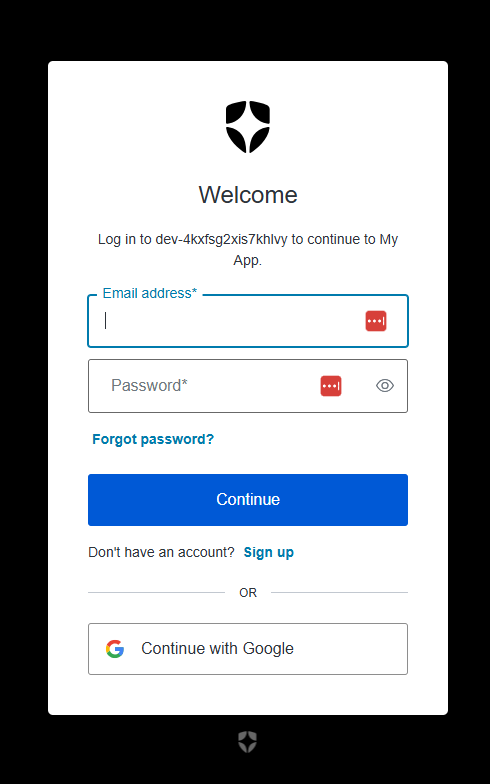 Welcome
Log in to dev-4kxfsg2xis7khlvy to continue to My
App.
Email address*
Password*
Forgot password?
Continue
Don't have an account? Sign up
OR
Continue with Google